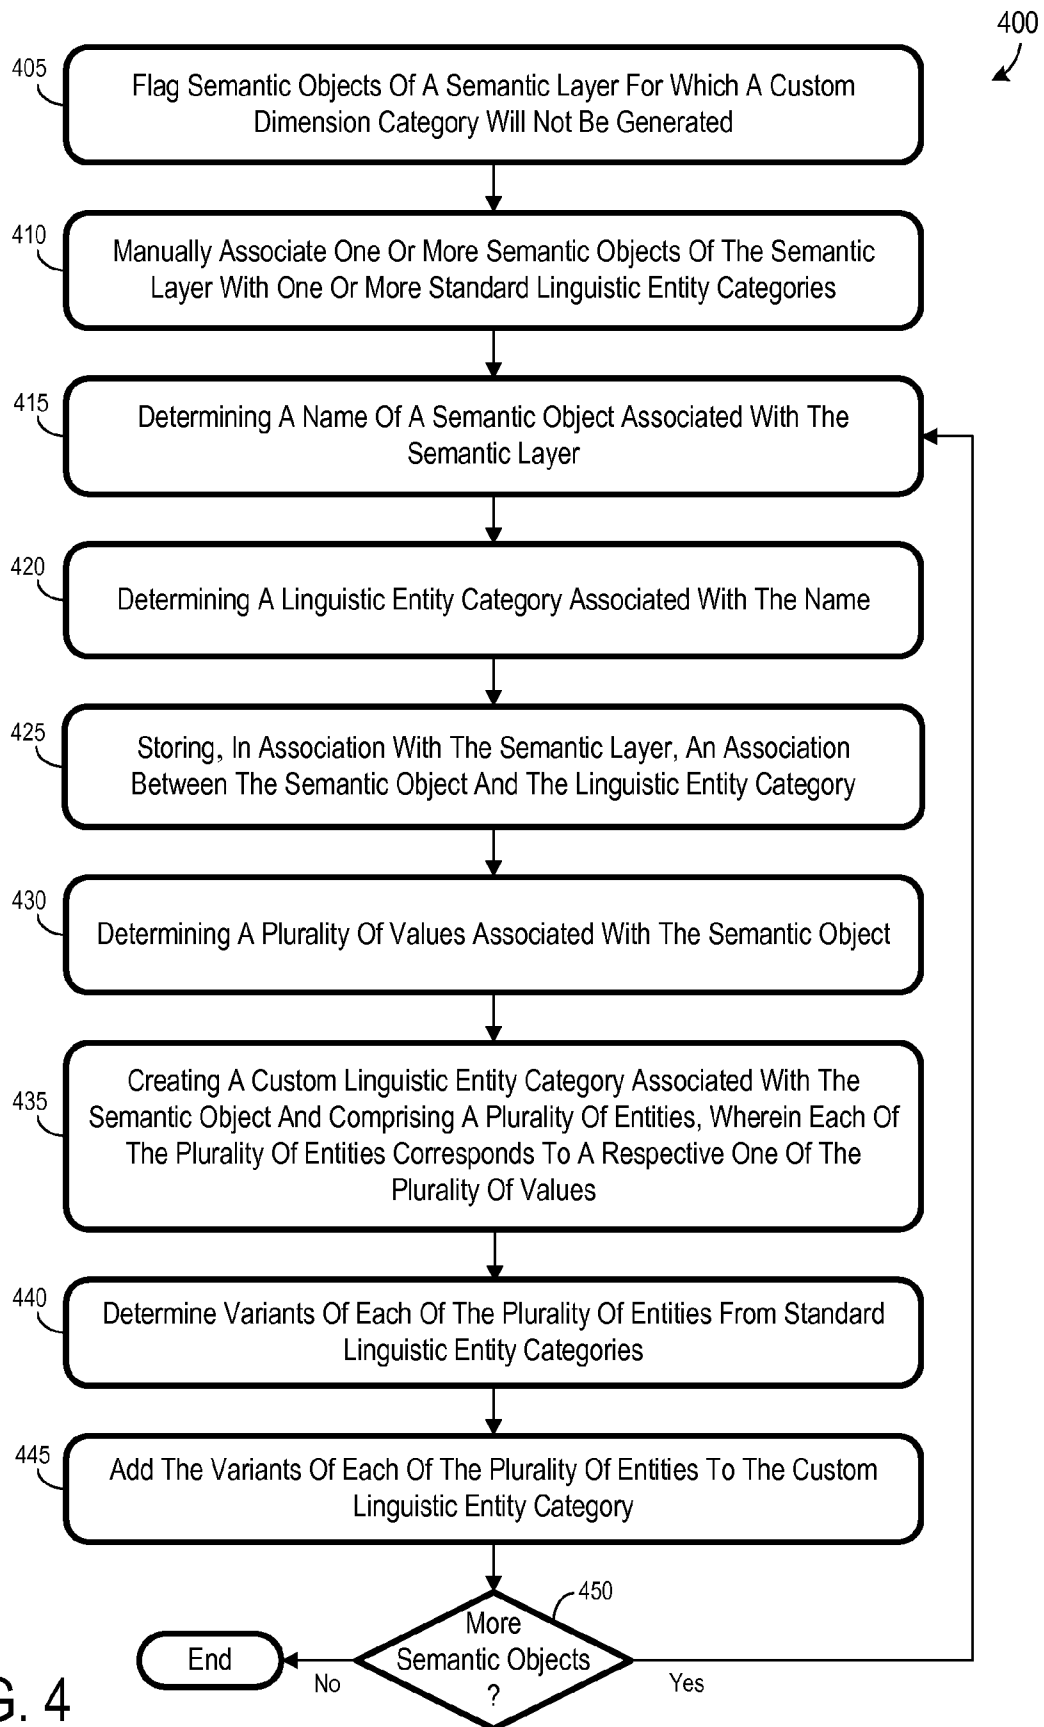 400
405
Flag Semantic Objects Of A Semantic Layer For Which A Custom
Dimension Category Will Not Be Generated
410
Manually Associate One Or More Semantic Objects Of The Semantic
Layer With One Or More Standard Linguistic Entity Categories
415
Determining A Name Of A Semantic Object Associated With The
Semantic Layer
420
Determining A Linguistic Entity Category Associated With The Name
425
Storing, In Association With The Semantic Layer, An Association
Between The Semantic Object And The Linguistic Entity Category
430
Determining A Plurality Of Values Associated With The Semantic Object
435
Creating A Custom Linguistic Entity Category Associated With The
Semantic Object And Comprising A Plurality Of Entities, Wherein Each Of
The Plurality Of Entities Corresponds To A Respective One Of The
Plurality Of Values
440
Determine Variants Of Each Of The Plurality Of Entities From Standard
Linguistic Entity Categories
445
Add The Variants Of Each Of The Plurality Of Entities To The Custom
Linguistic Entity Category
450
More
Semantic Objects
?
End
No
Yes
G. 4